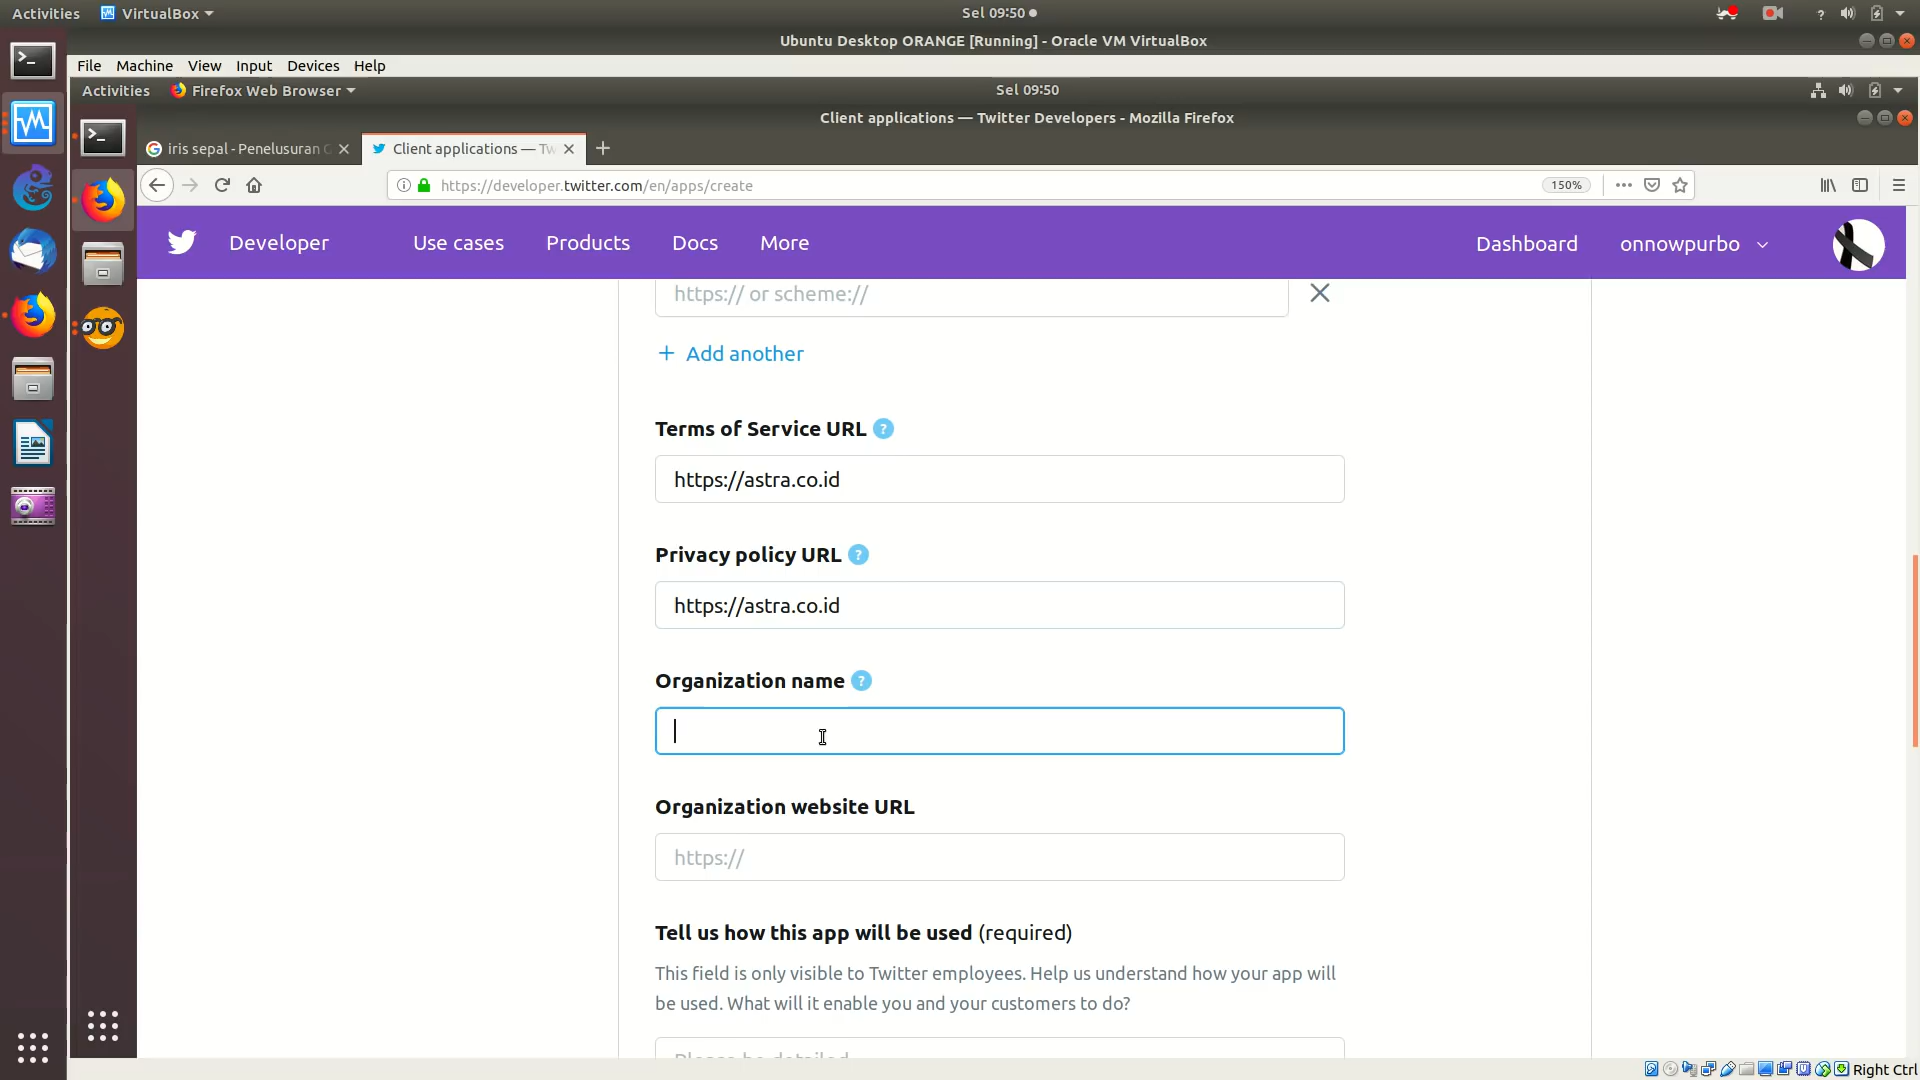 Activities VirtualBox Sel 09:50
Ubuntu Desktop ORANGE [Running] - Oracle VM VirtualBox
File Machine View Input Devices Help
Activities Firefox Web Browser Sel 09:50
Client applications — Twitter Developers - Mozilla Firefox
iris sepal - Penelusuran Client applications — Tw
https://developer.twitter.com/en/apps/create 150%
Developer Use cases Products Docs More Dashboard onnowpurbo
https:// or scheme://
+ Add another
Terms of Service URL ?
https://astra.co.id
Privacy policy URL ?
https://astra.co.id
Organization name ?
Organization website URL
https://
Tell us how this app will be used (required)
This field is only visible to Twitter employees. Help us understand how your app will
be used. What will it enable you and your customers to do?
Please be detailed
Right Ctrl